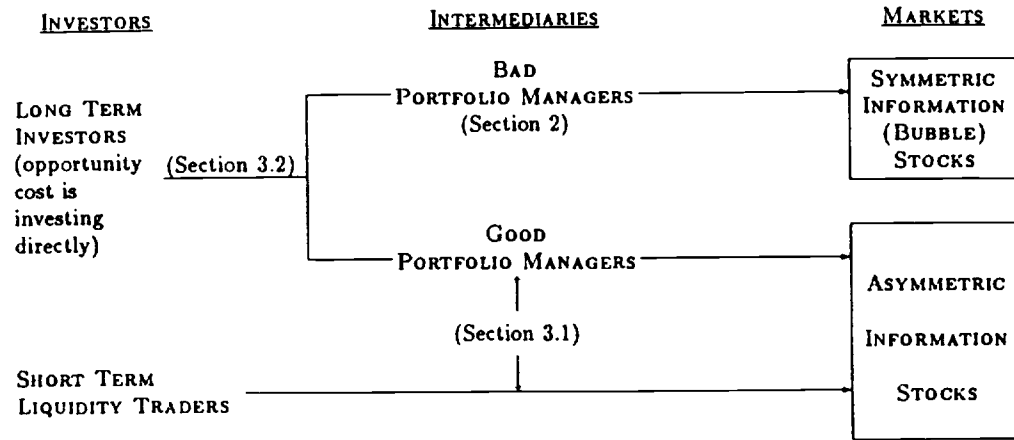 INVESTORS
INTERMEDIARIES
MARKETS
LONG TERM
INVESTORS
(opportunity
cost is
investing
directly)
(Section 3.2)
BAD
PORTFOLIO MANAGERS
(Section 2)
SYMMETRIC
INFORMATION
(BUBBLE)
STOCKS
GOOD
PORTFOLIO MANAGERS
(Section 3.1)
ASYMMETRIC
INFORMATION
STOCKS
SHORT TERM
LIQUIDITY TRADERS